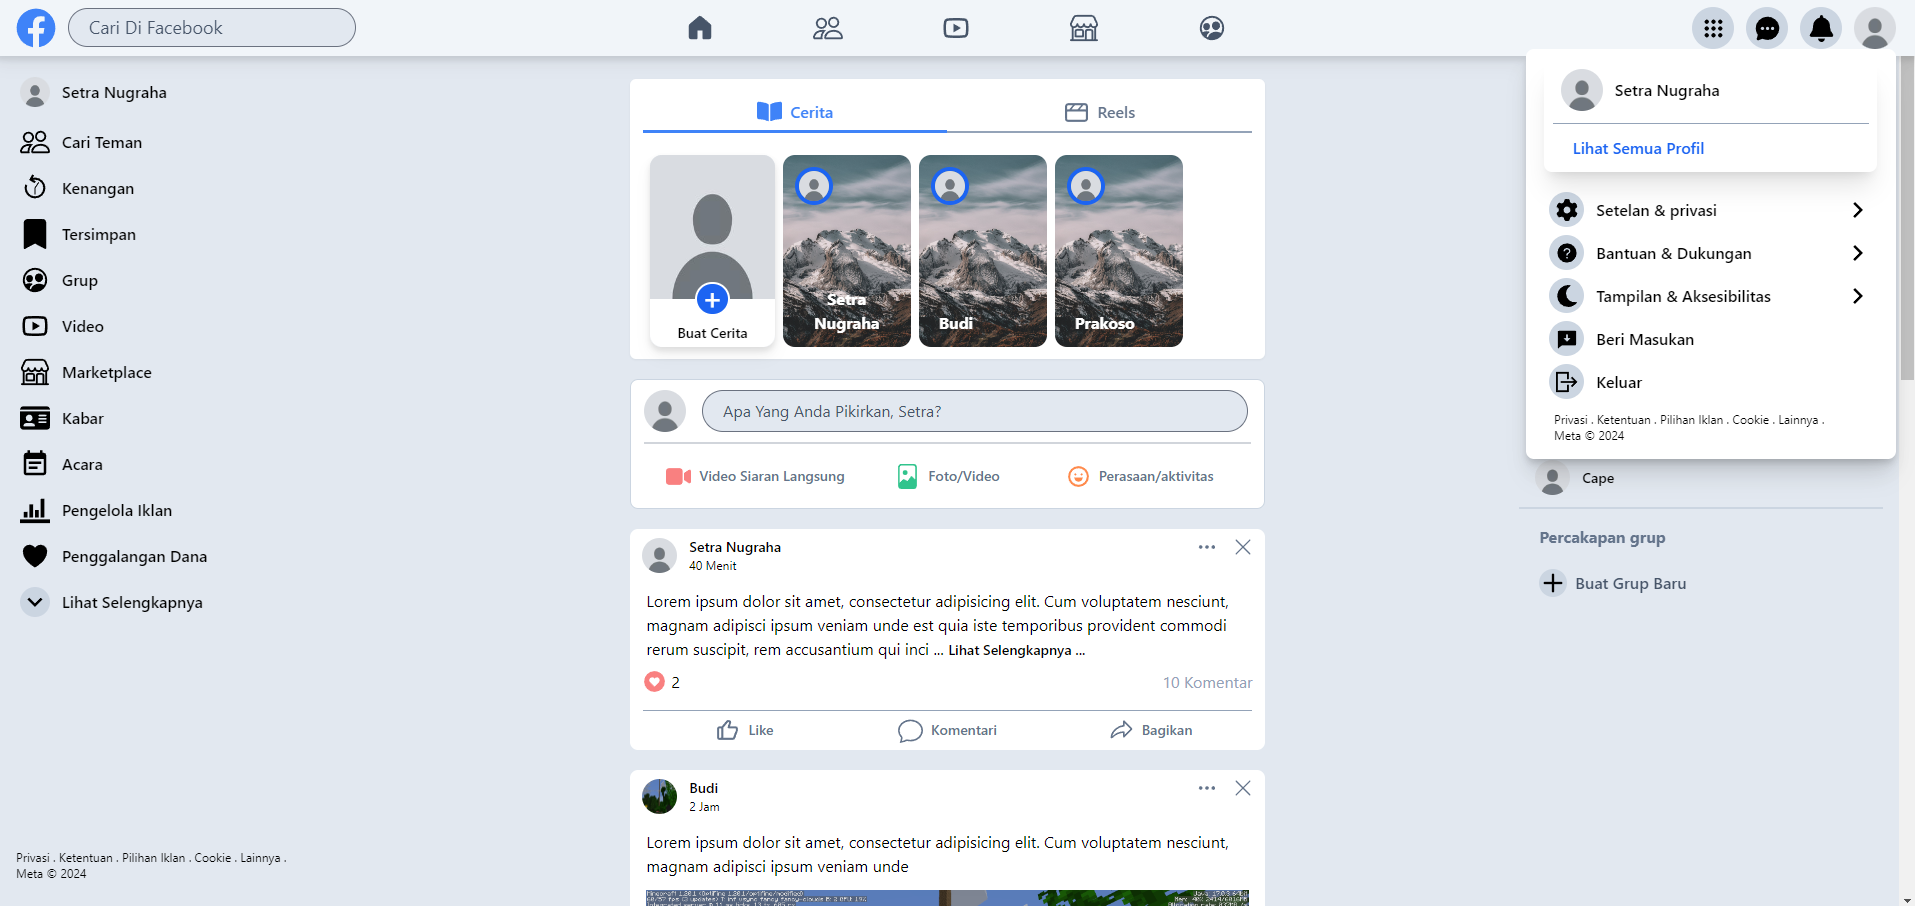 Cari Di Facebook
Setra Nugraha
Cari Teman
Kenangan
Tersimpan
Grup
Video
Marketplace
Kabar
Acara
Pengelola Iklan
Penggalangan Dana
Lihat Selengkapnya
Privasi . Ketentuan . Pilihan Iklan . Cookie . Lainnya .
Meta © 2024
Cerita
Reels
Buat Cerita
Setra
Nugraha
Budi
Prakoso
Apa Yang Anda Pikirkan, Setra?
Video Siaran Langsung
Foto/Video
Perasaan/aktivitas
Setra Nugraha
40 Menit
Lorem ipsum dolor sit amet, consectetur adipisicing elit. Cum voluptatem nesciunt,
magnam adipisci ipsum veniam unde est quia iste temporibus provident commodi
rerum suscipit, rem accusantium qui inci ... Lihat Selengkapnya ...
2
10 Komentar
Like
Komentari
Bagikan
Budi
2 Jam
Lorem ipsum dolor sit amet, consectetur adipisicing elit. Cum voluptatem nesciunt,
magnam adipisci ipsum veniam unde
Setra Nugraha
Lihat Semua Profil
Setelan & privasi
Bantuan & Dukungan
Tampilan & Aksesibilitas
Beri Masukan
Keluar
Privasi . Ketentuan . Pilihan Iklan . Cookie . Lainnya .
Meta © 2024
Cape
Percakapan grup
Buat Grup Baru